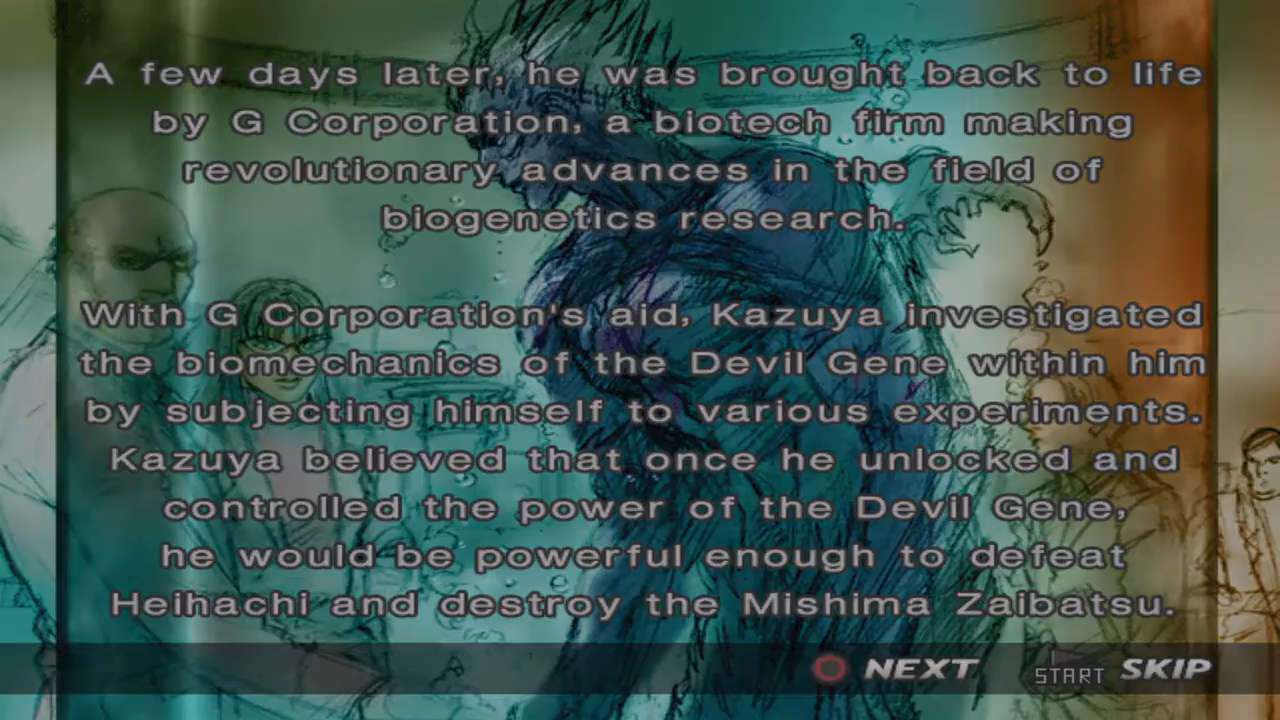 A few days later, he was brought back to life
by G Corporation, a biotech firm making
revolutionary advances in the field of
biogenetics research.
With G Corporation's aid, Kazuya investigated
the biomechanics of the Devil Gene within him
by subjecting himself to various experiments.
Kazuya believed that once he unlocked and
controlled the power of the Devil Gene,
he would be powerful enough to defeat
Heihachi and destroy the Mishima Zaibatsu.
NEXT START SKIP